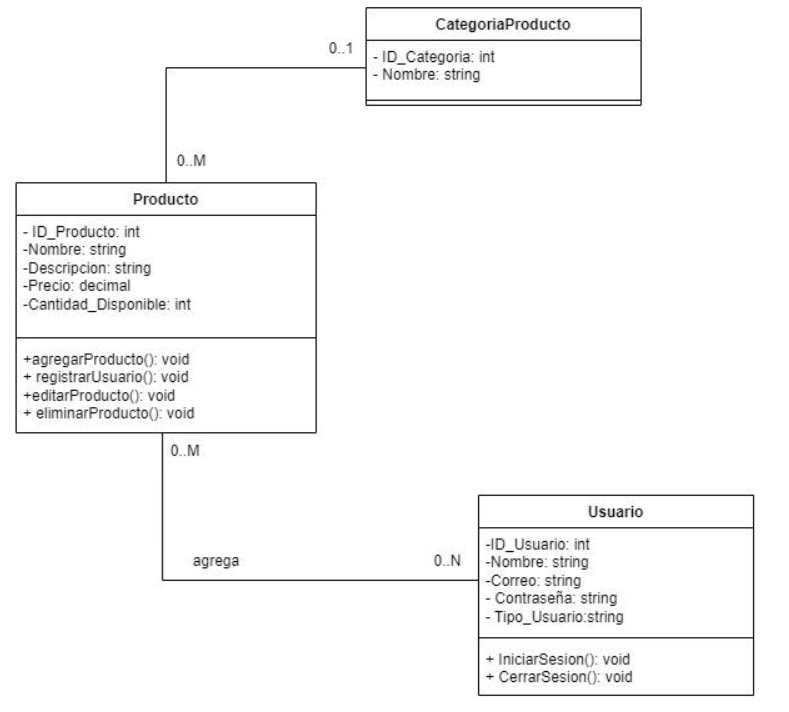 CategoriaProducto
0..1
- ID_Categoria: int
- Nombre: string
0..M
Producto
- ID_Producto: int
-Nombre: string
-Descripcion: string
-Precio: decimal
-Cantidad_Disponible: int
+agregarProducto(): void
+ registrarUsuario(): void
+editarProducto(): void
+ eliminarProducto(): void
0..M
agrega
0..N
Usuario
-ID_Usuario: int
-Nombre: string
-Correo: string
- Contraseña: string
- Tipo_Usuario:string
+ IniciarSesion(): void
+ CerrarSesion(): void